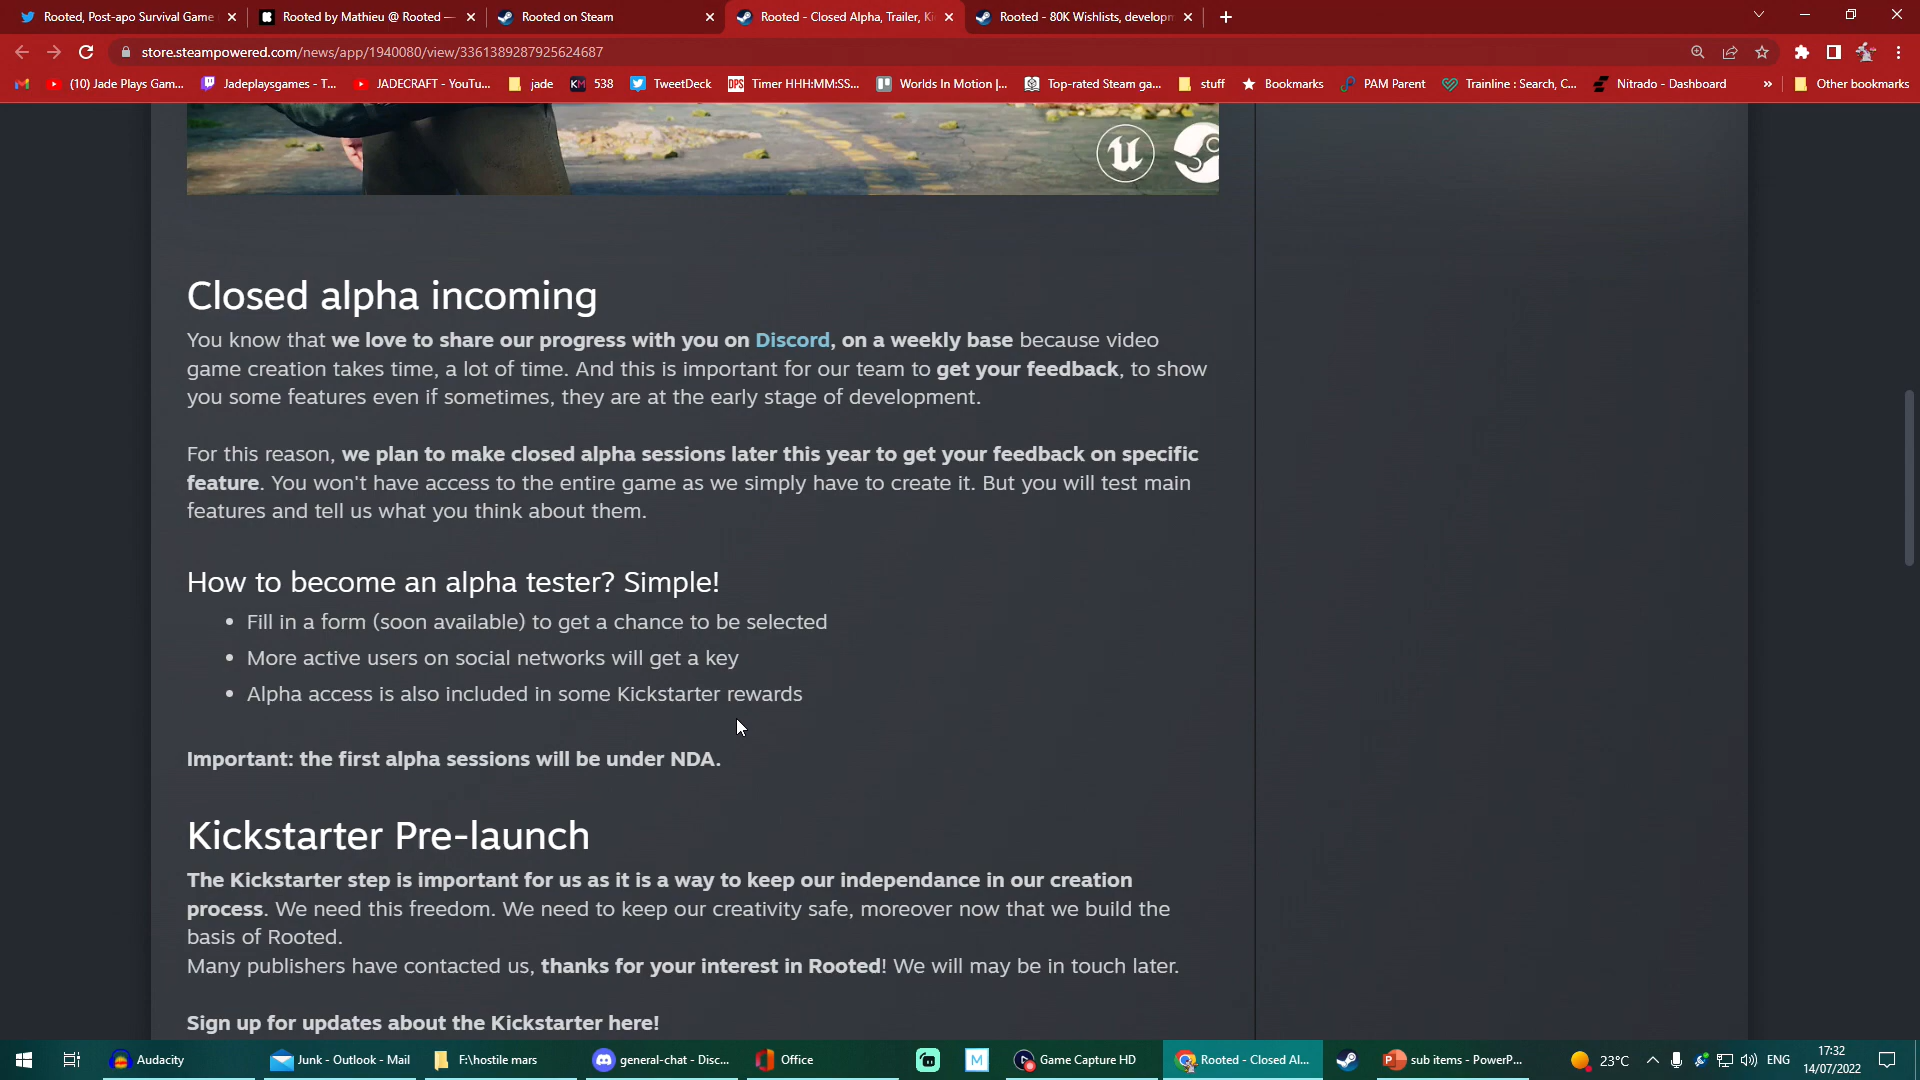 Rooted, Post-apo Survival Game
Rooted by Mathieu @ Rooted —
Rooted on Steam
Rooted - Closed Alpha, Trailer, Ki
Rooted - 80K Wishlists, developm
store.steampowered.com/news/app/1940080/view/3361389287925624687
(10) Jade Plays Gam...
Jadeplaysgames - T...
JADECRAFT - YouTu...
jade
KM 538
TweetDeck
DPS Timer HHH:MM:SS...
Worlds In Motion |...
Top-rated Steam ga...
stuff
Bookmarks
PAM Parent
Trainline : Search, C...
Nitrado - Dashboard
»
Other bookmarks
Closed alpha incoming
You know that we love to share our progress with you on Discord, on a weekly base because video
game creation takes time, a lot of time. And this is important for our team to get your feedback, to show
you some features even if sometimes, they are at the early stage of development.
For this reason, we plan to make closed alpha sessions later this year to get your feedback on specific
feature. You won't have access to the entire game as we simply have to create it. But you will test main
features and tell us what you think about them.
How to become an alpha tester? Simple!
• Fill in a form (soon available) to get a chance to be selected
• More active users on social networks will get a key
• Alpha access is also included in some Kickstarter rewards
Important: the first alpha sessions will be under NDA.
Kickstarter Pre-launch
The Kickstarter step is important for us as it is a way to keep our independance in our creation
process. We need this freedom. We need to keep our creativity safe, moreover now that we build the
basis of Rooted.
Many publishers have contacted us, thanks for your interest in Rooted! We will may be in touch later.
Sign up for updates about the Kickstarter here!
Audacity
Junk - Outlook - Mail
F:\hostile mars
general-chat - Disc...
Office
M
Game Capture HD
Rooted - Closed Al...
sub items - PowerP...
23°C
ENG
17:32
14/07/2022